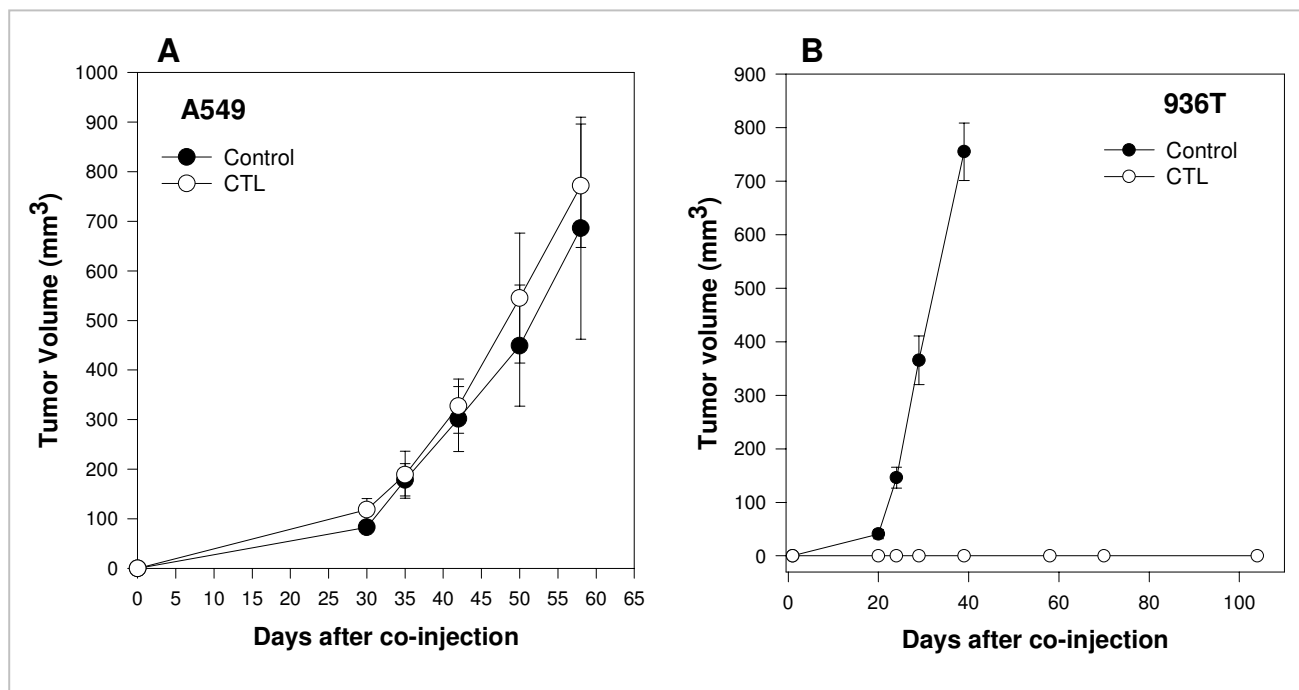 A
A549
Control
CTL
Tumor Volume (mm3)
1000
900
800
700
600
500
400
300
200
100
0
0 5 10 15 20 25 30 35 40 45 50 55 60 65
Days after co-injection
B
936T
Control
CTL
Tumor volume (mm3)
900
800
700
600
500
400
300
200
100
0
0 20 40 60 80 100
Days after co-injection